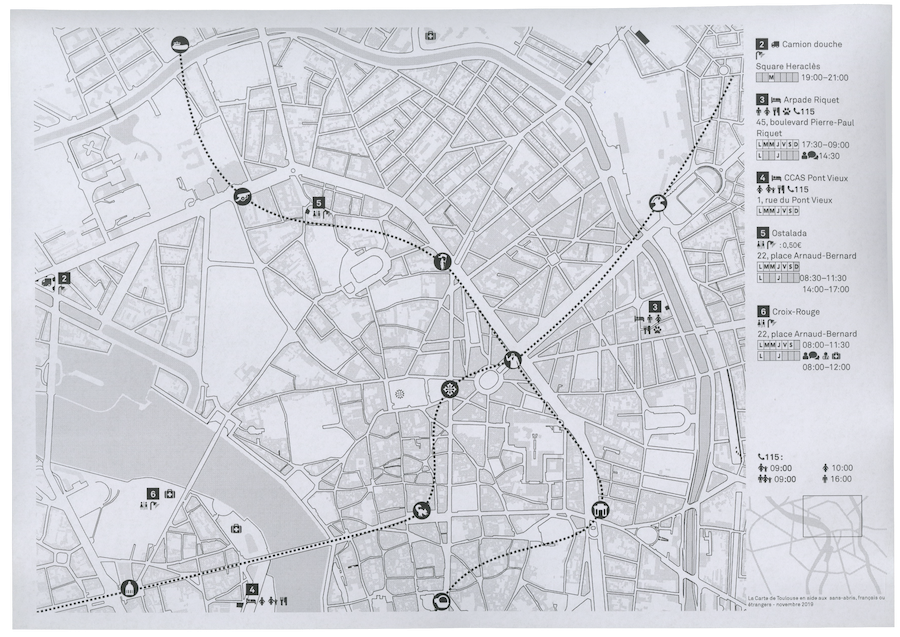 2 Camion douche
Square Heraclès
M 19:00–21:00
3 Arpade Riquet
115
45, boulevard Pierre-Paul
Riquet
L M M J V S D 17:30–09:00
L J 14:30
4 CCAS Pont Vieux
115
1, rue du Pont Vieux
L M M J V S D
5 Ostalada
: 0,50€
22, place Arnaud-Bernard
L M M J V S D
L J 08:30–11:30
14:00–17:00
6 Croix-Rouge
22, place Arnaud-Bernard
L M M J V S 08:00–11:30
L J
08:00–12:00
115:
09:00 10:00
09:00 16:00
La Carte de Toulouse en aide aux sans-abris, français ou
étrangers - novembre 2018
5
2
3
6
4